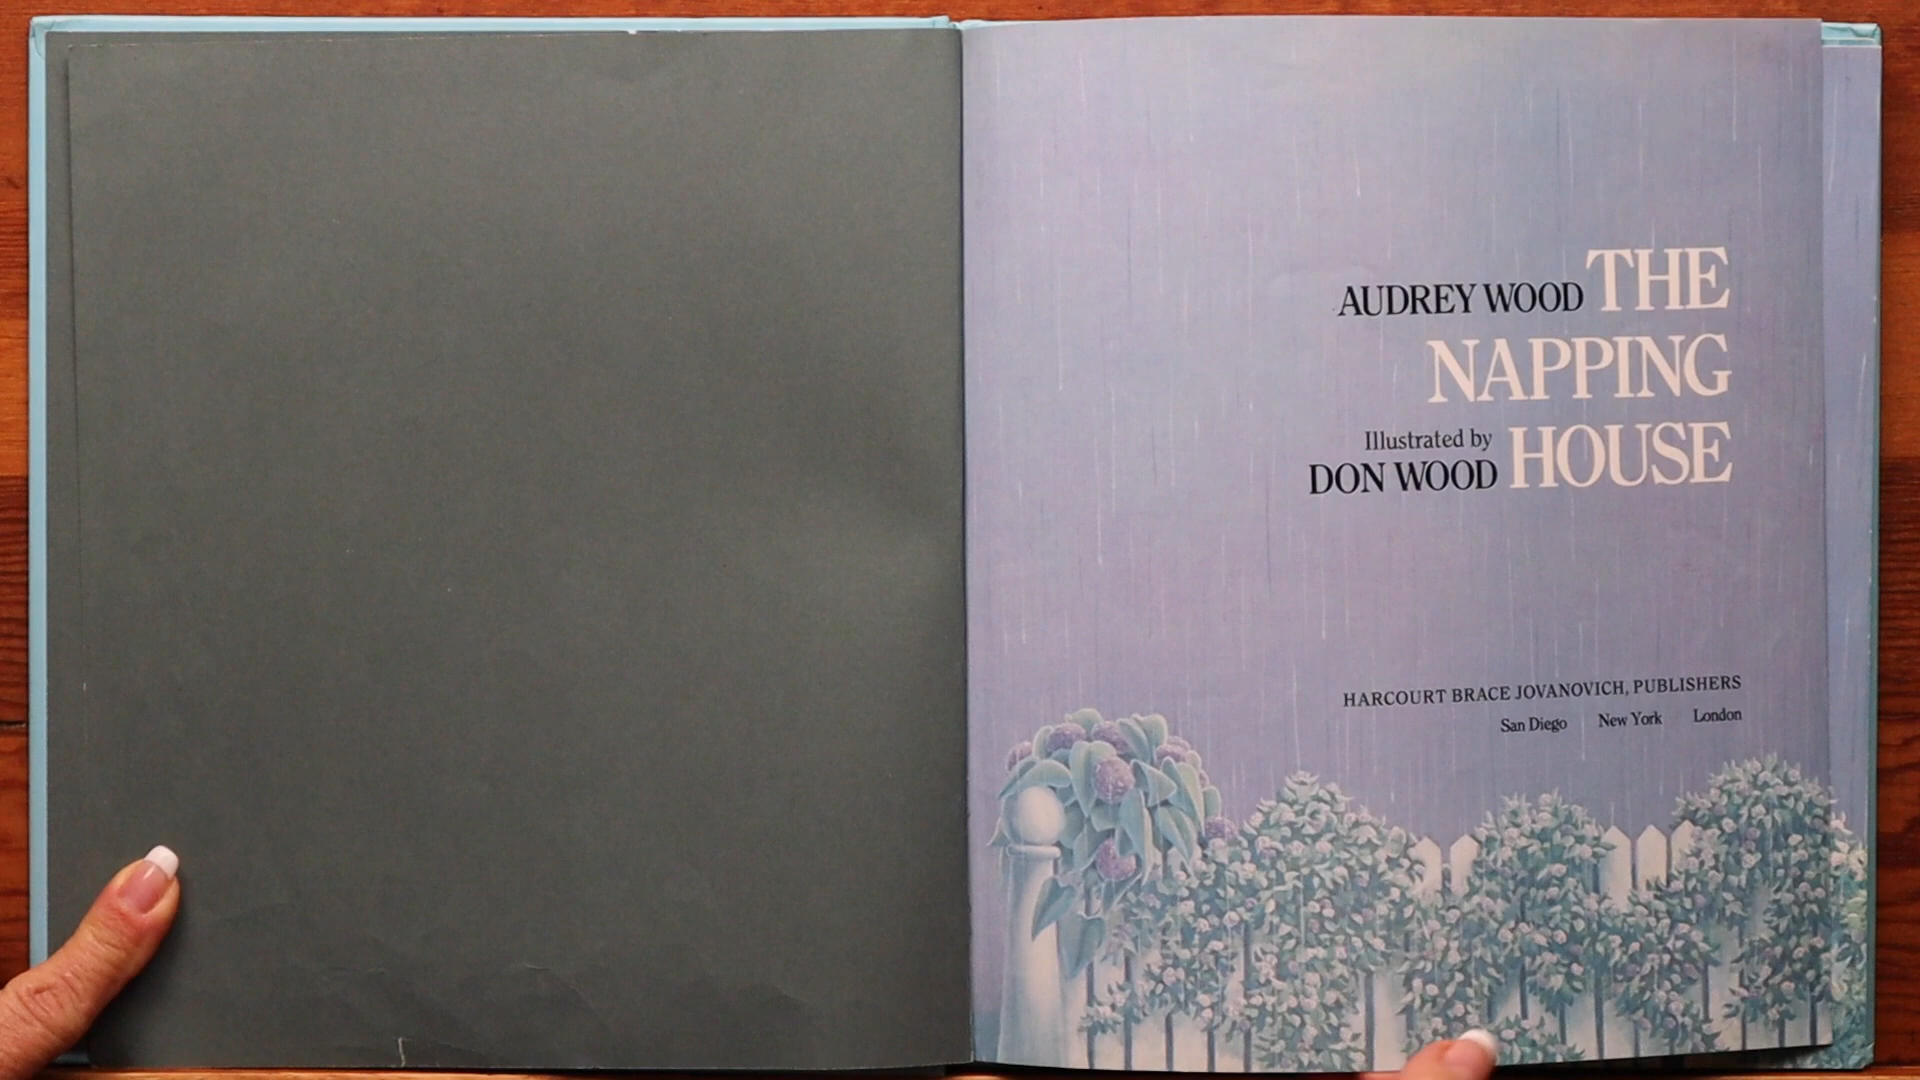 AUDREY WOOD THE
NAPPING
Illustrated by
DON WOOD HOUSE
HARCOURT BRACE JOVANOVICH, PUBLISHERS
San Diego New York London